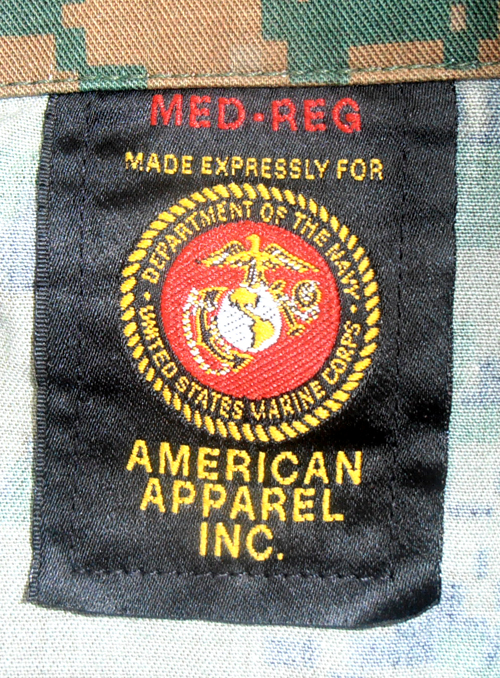 MED-REG
MADE EXPRESSLY FOR
DEPARTMENT OF THE NAVY
UNITED STATES MARINE CORPS
AMERICAN
APPAREL
INC.